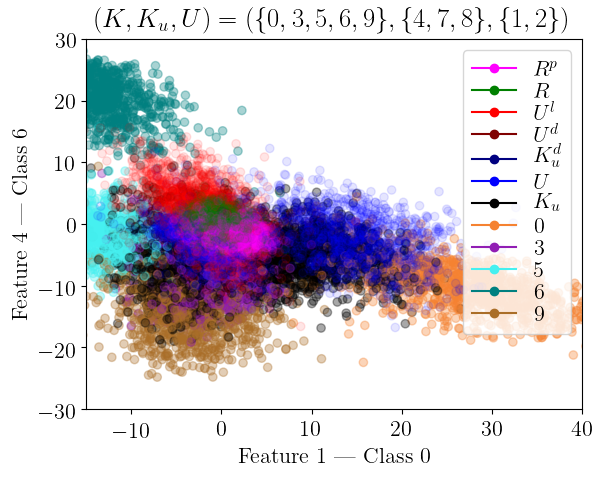 (K, K_u, U) = ({0, 3, 5, 6, 9}, {4, 7, 8}, {1, 2})
30
20
10
0
−10
−20
−30
Feature 4 — Class 6
R^p
R
U^l
U^d
K_u^d
U
K_u
0
3
5
6
9
−10 0 10 20 30 40
Feature 1 — Class 0